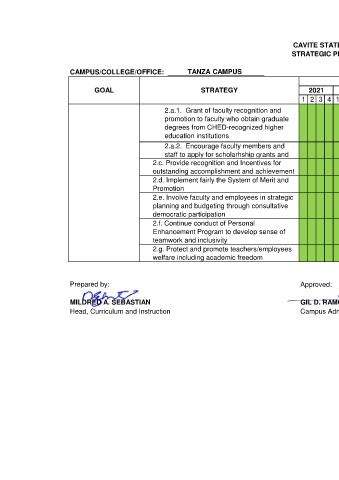 CAVITE STAT
STRATEGIC P
CAMPUS/COLLEGE/OFFICE: TANZA CAMPUS
GOAL STRATEGY 2021
1 2 3 4 1
2.a.1. Grant of faculty recognition and
promotion to faculty who obtain graduate
degrees from CHED-recognized higher
education institutions
2.a.2. Encourage faculty members and
staff to apply for scholarhship grants and
2.c. Provide recognition and Incentives for
outstanding accomplishment and achievement
2.d. Implement fairly the System of Merit and
Promotion
2.e. Involve faculty and employees in strategic
planning and budgeting through consultative
democratic participation
2.f. Continue conduct of Personal
Enhancement Program to develop sense of
teamwork and inclusivity
2.g. Protect and promote teachers/employees
welfare including academic freedom
Prepared by: Approved:
MILDRED A. SEBASTIAN GIL D. RAM
Head, Curriculum and Instruction Campus Adm